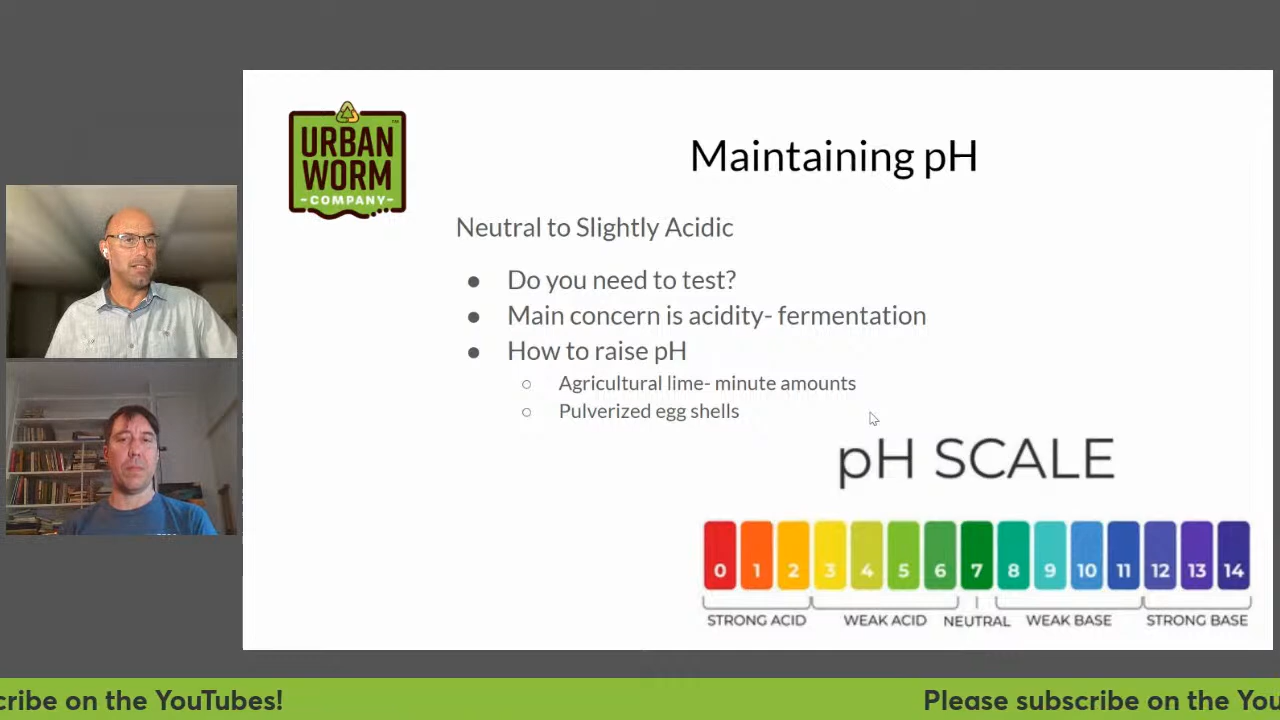 URBAN
WORM
-COMPANY-
™
Maintaining pH
Neutral to Slightly Acidic
● Do you need to test?
● Main concern is acidity- fermentation
● How to raise pH
○ Agricultural lime- minute amounts
○ Pulverized egg shells
pH SCALE
0 1 2 3 4 5 6 7 8 9 10 11 12 13 14
STRONG ACID WEAK ACID NEUTRAL WEAK BASE STRONG BASE
cribe on the YouTubes! Please subscribe on the You